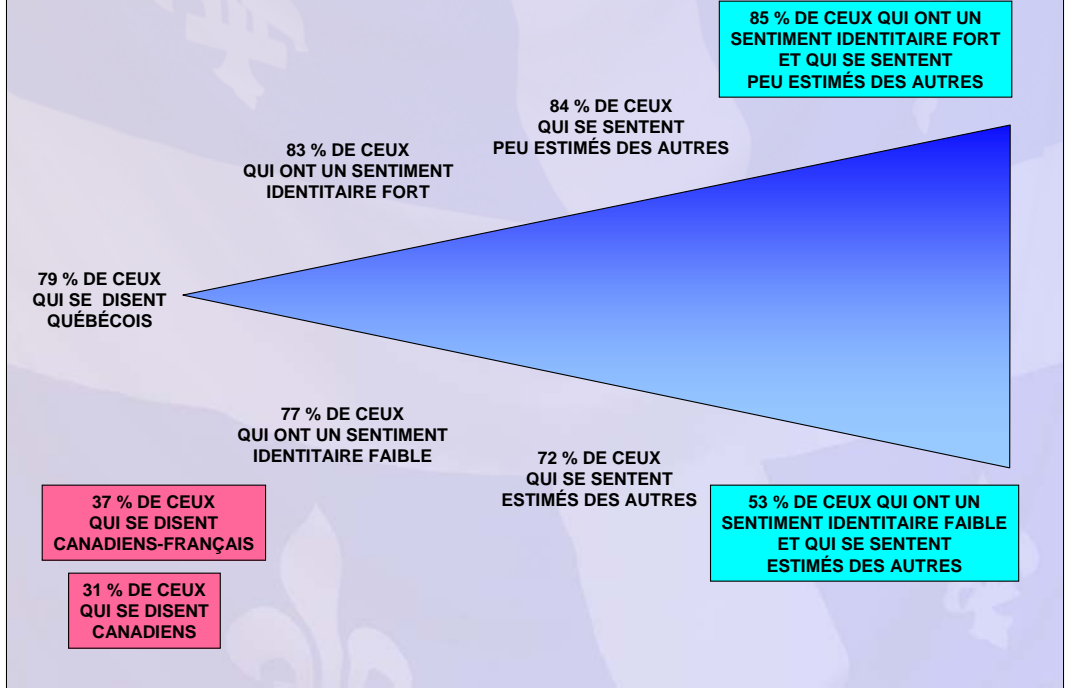 85 % DE CEUX QUI ONT UN
SENTIMENT IDENTITAIRE FORT
ET QUI SE SENTENT
PEU ESTIMÉS DES AUTRES
84 % DE CEUX
QUI SE SENTENT
PEU ESTIMÉS DES AUTRES
83 % DE CEUX
QUI ONT UN SENTIMENT
IDENTITAIRE FORT
79 % DE CEUX
QUI SE DISENT
QUÉBÉCOIS
77 % DE CEUX
QUI ONT UN SENTIMENT
IDENTITAIRE FAIBLE
72 % DE CEUX
QUI SE SENTENT
ESTIMÉS DES AUTRES
53 % DE CEUX QUI ONT UN
SENTIMENT IDENTITAIRE FAIBLE
ET QUI SE SENTENT
ESTIMÉS DES AUTRES
37 % DE CEUX
QUI SE DISENT
CANADIENS-FRANÇAIS
31 % DE CEUX
QUI SE DISENT
CANADIENS